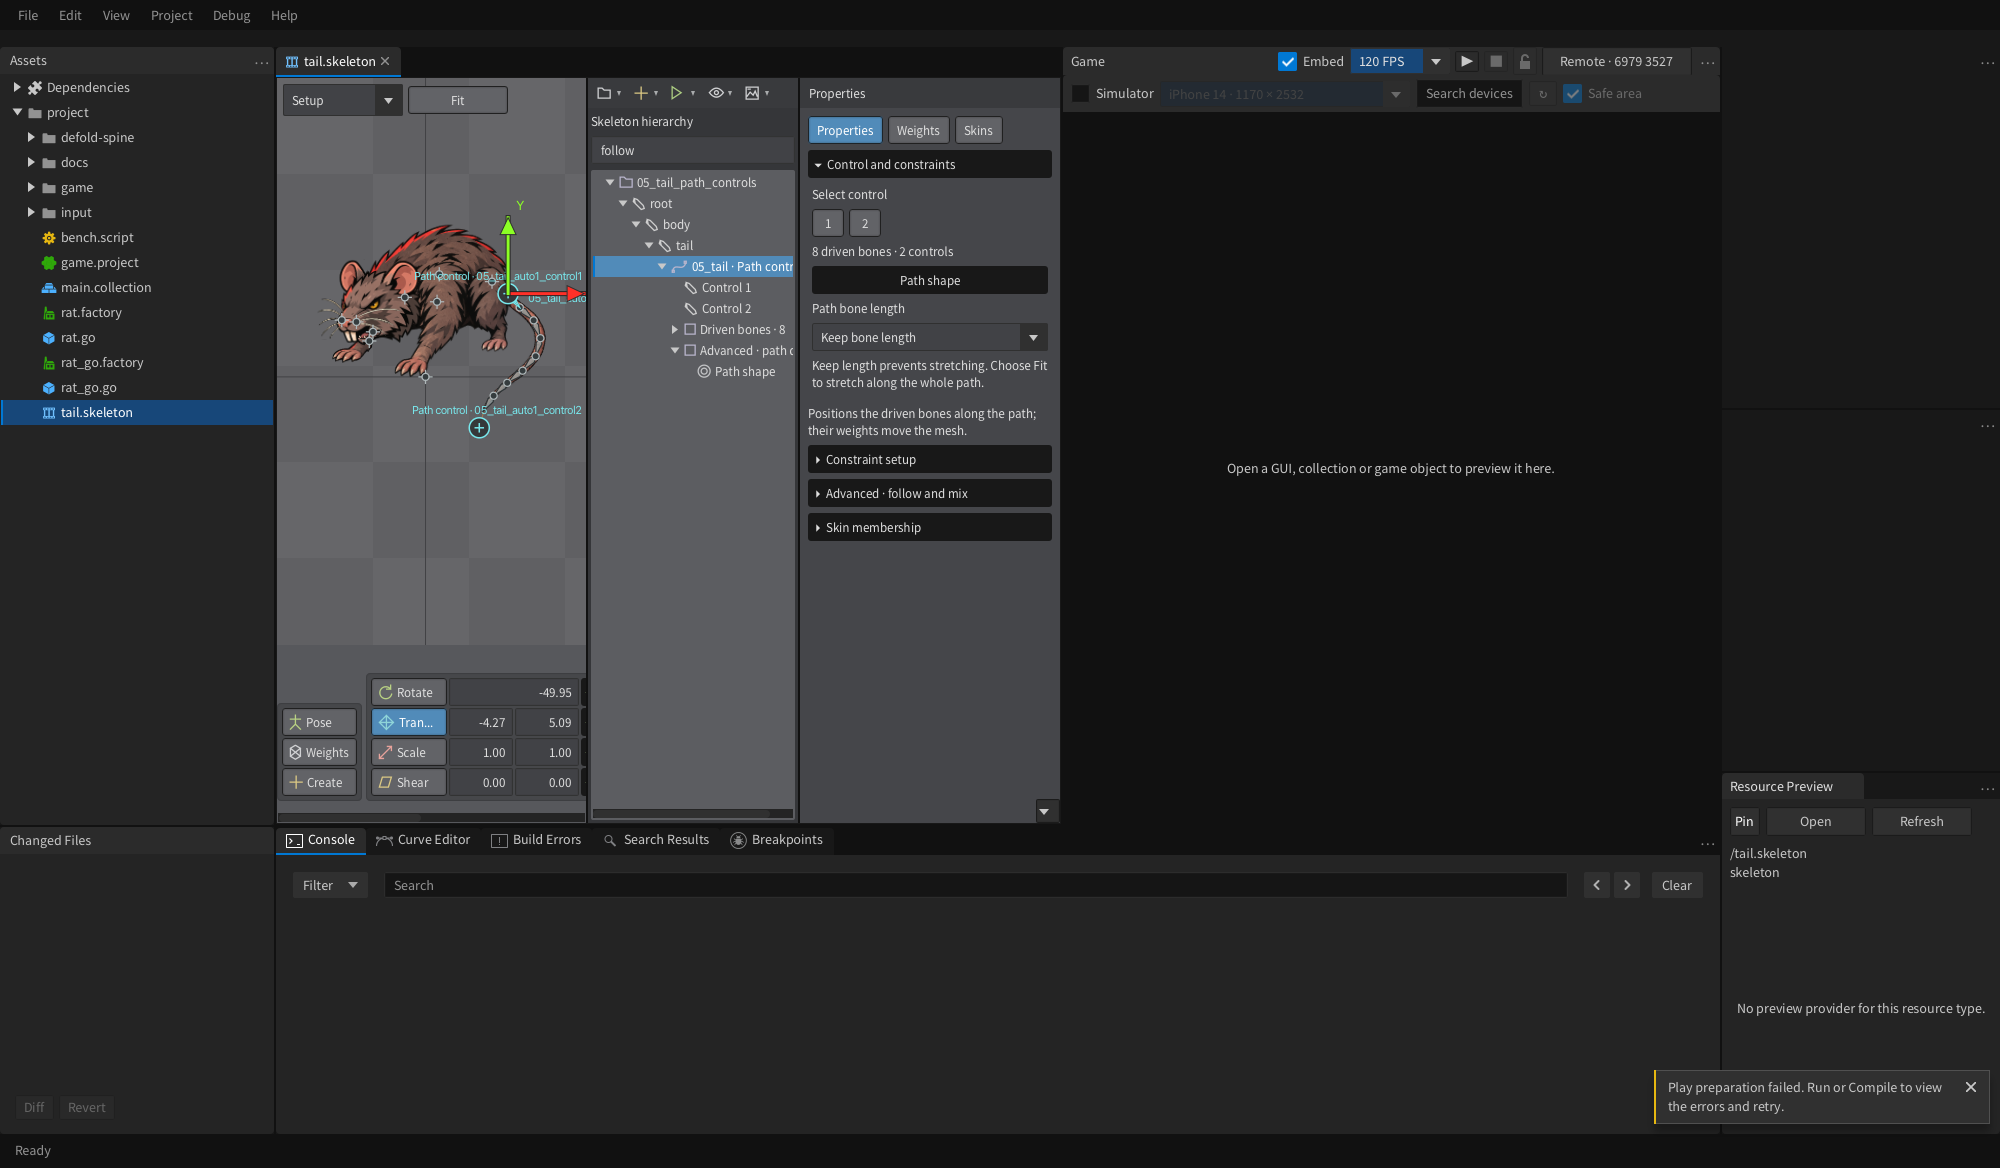 File Edit View Project Debug Help
Assets
Dependencies
project
defold-spine
docs
game
input
bench.script
game.project
main.collection
rat.factory
rat.go
rat_go.factory
rat_go.go
tail.skeleton
Changed Files
Diff Revert
Ready
tail.skeleton
Setup Fit
Y
Path control · 05_tail_auto1_control1
05_tail_auto
Path control · 05_tail_auto1_control2
Pose
Weights
Create
Rotate -49.95
Tran... -4.27 5.09
Scale 1.00 1.00
Shear 0.00 0.00
Skeleton hierarchy
follow
05_tail_path_controls
root
body
tail
05_tail · Path contr
Control 1
Control 2
Driven bones · 8
Advanced · path c
Path shape
Properties
Properties Weights Skins
Control and constraints
Select control
1 2
8 driven bones · 2 controls
Path shape
Path bone length
Keep bone length
Keep length prevents stretching. Choose Fit
to stretch along the whole path.
Positions the driven bones along the path;
their weights move the mesh.
Constraint setup
Advanced · follow and mix
Skin membership
Game Embed 120 FPS Remote · 6979 3527
Simulator iPhone 14 · 1170 × 2532 Search devices Safe area
Open a GUI, collection or game object to preview it here.
Console Curve Editor Build Errors Search Results Breakpoints
Filter Search Clear
Resource Preview
Pin Open Refresh
/tail.skeleton
skeleton
No preview provider for this resource type.
Play preparation failed. Run or Compile to view
the errors and retry.